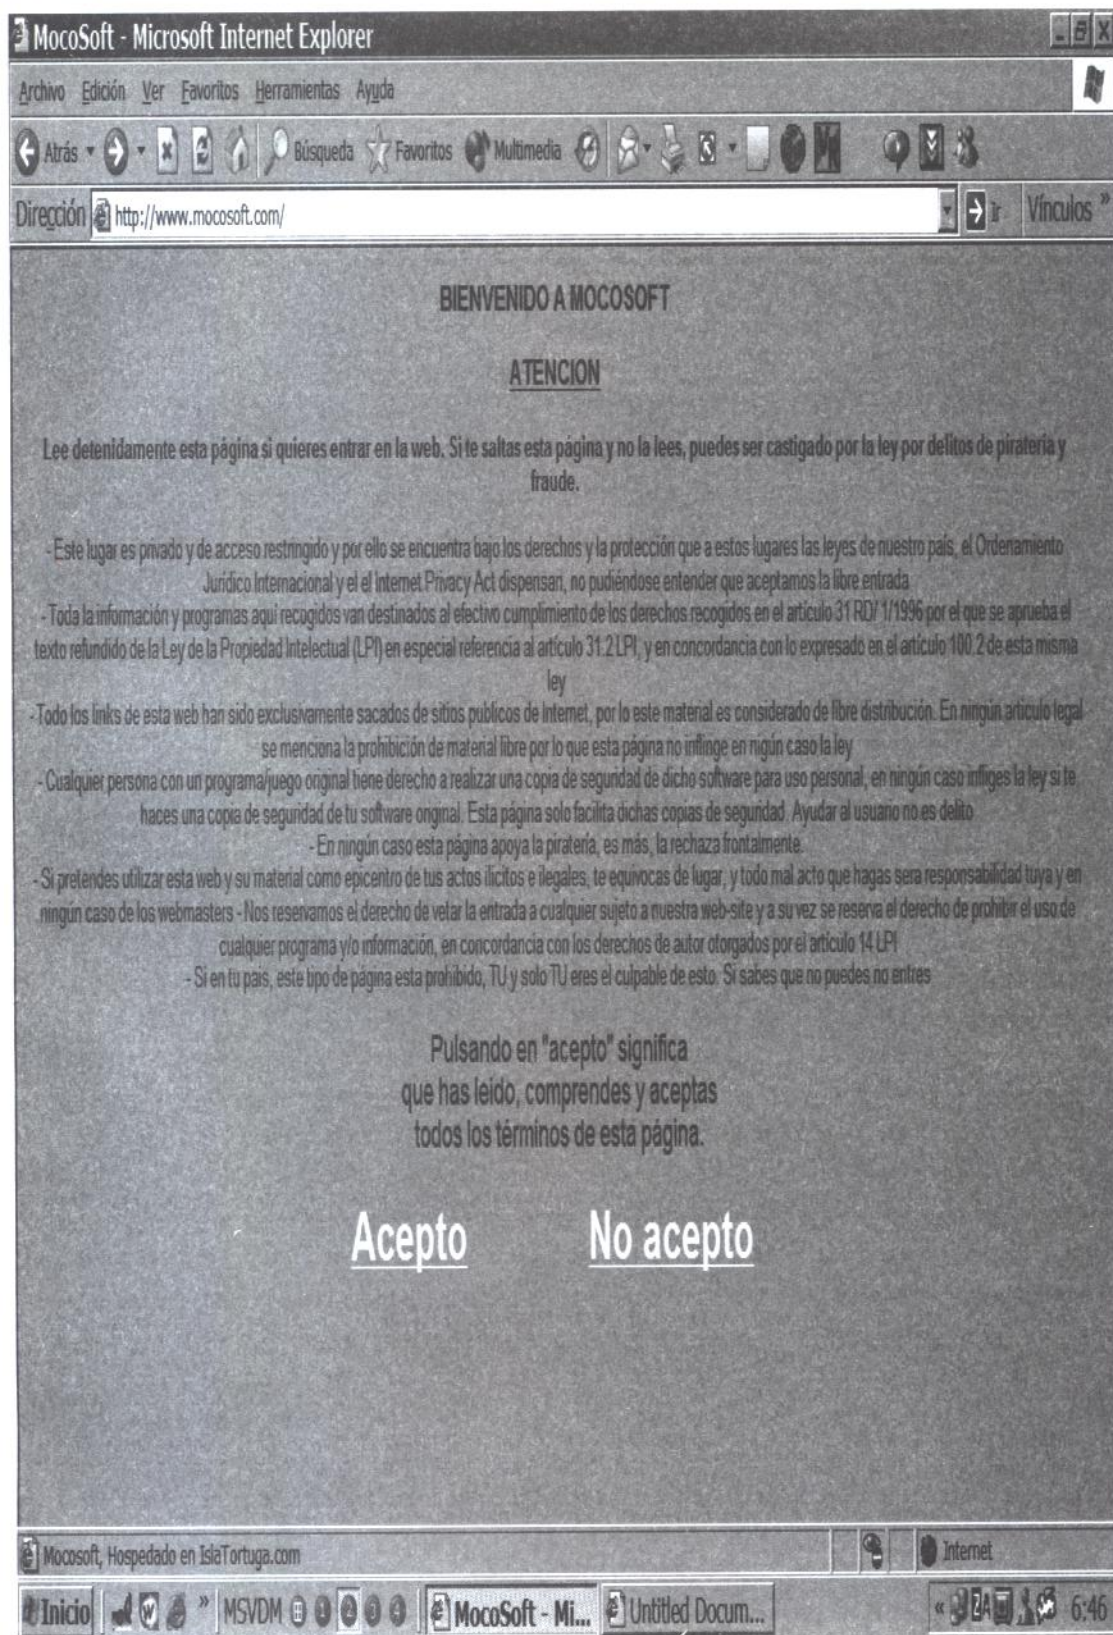 MocoSoft - Microsoft Internet Explorer
Archivo Edición Ver Favoritos Herramientas Ayuda
Atrás Búsqueda Favoritos Multimedia
Dirección http://www.mocosoft.com/ Ir Vínculos »
BIENVENIDO A MOCOSOFT
ATENCION
Lee detenidamente esta página si quieres entrar en la web. Si te saltas esta página y no la lees, puedes ser castigado por la ley por delitos de piratería y
fraude.
- Este lugar es privado y de acceso restringido y por ello se encuentra bajo los derechos y la protección que a estos lugares las leyes de nuestro país, el Ordenamiento
Jurídico Internacional y el el Internet Privacy Act dispensan, no pudiéndose entender que aceptamos la libre entrada
- Toda la información y programas aqui recogidos van destinados al efectivo cumplimiento de los derechos recogidos en el artículo 31 RD/ 1/1996 por el que se aprueba el
texto refundido de la Ley de la Propiedad Intelectual (LPI) en especial referencia al artículo 31.2 LPI, y en concordancia con lo expresado en el artículo 100.2 de esta misma
ley
- Todo los links de esta web han sido exclusivamente sacados de sitios publicos de Internet, por lo este material es considerado de libre distribución. En ningún articulo legal
se menciona la prohibición de material libre por lo que esta página no inflinge en nigún caso la ley
- Cualquier persona con un programa/juego original tiene derecho a realizar una copia de seguridad de dicho software para uso personal, en ningún caso infliges la ley si te
haces una copia de seguridad de tu software original. Esta página solo facilita dichas copias de seguridad. Ayudar al usuario no es delito
- En ningún caso esta página apoya la piratería, es más, la rechaza frontalmente.
- Si pretendes utilizar esta web y su material como epicentro de tus actos ilicitos e ilegales, te equivocas de lugar, y todo mal acto que hagas sera responsabilidad tuya y en
ningun caso de los webmasters - Nos reservamos el derecho de vetar la entrada a cualquier sujeto a nuestra web-site y a su vez se reserva el derecho de prohibir el uso de
cualquier programa y/o información, en concordancia con los derechos de autor otorgados por el artículo 14 LPI
- Si en tu pais, este tipo de página esta prohibido, TU y solo TU eres el culpable de esto. Si sabes que no puedes no entres
Pulsando en "acepto" significa
que has leido, comprendes y aceptas
todos los términos de esta página.
Acepto No acepto
Mocosoft, Hospedado en IslaTortuga.com Internet
Inicio » MSVDM 1 2 3 4 MocoSoft - Mi... Untitled Docum... « 6:46